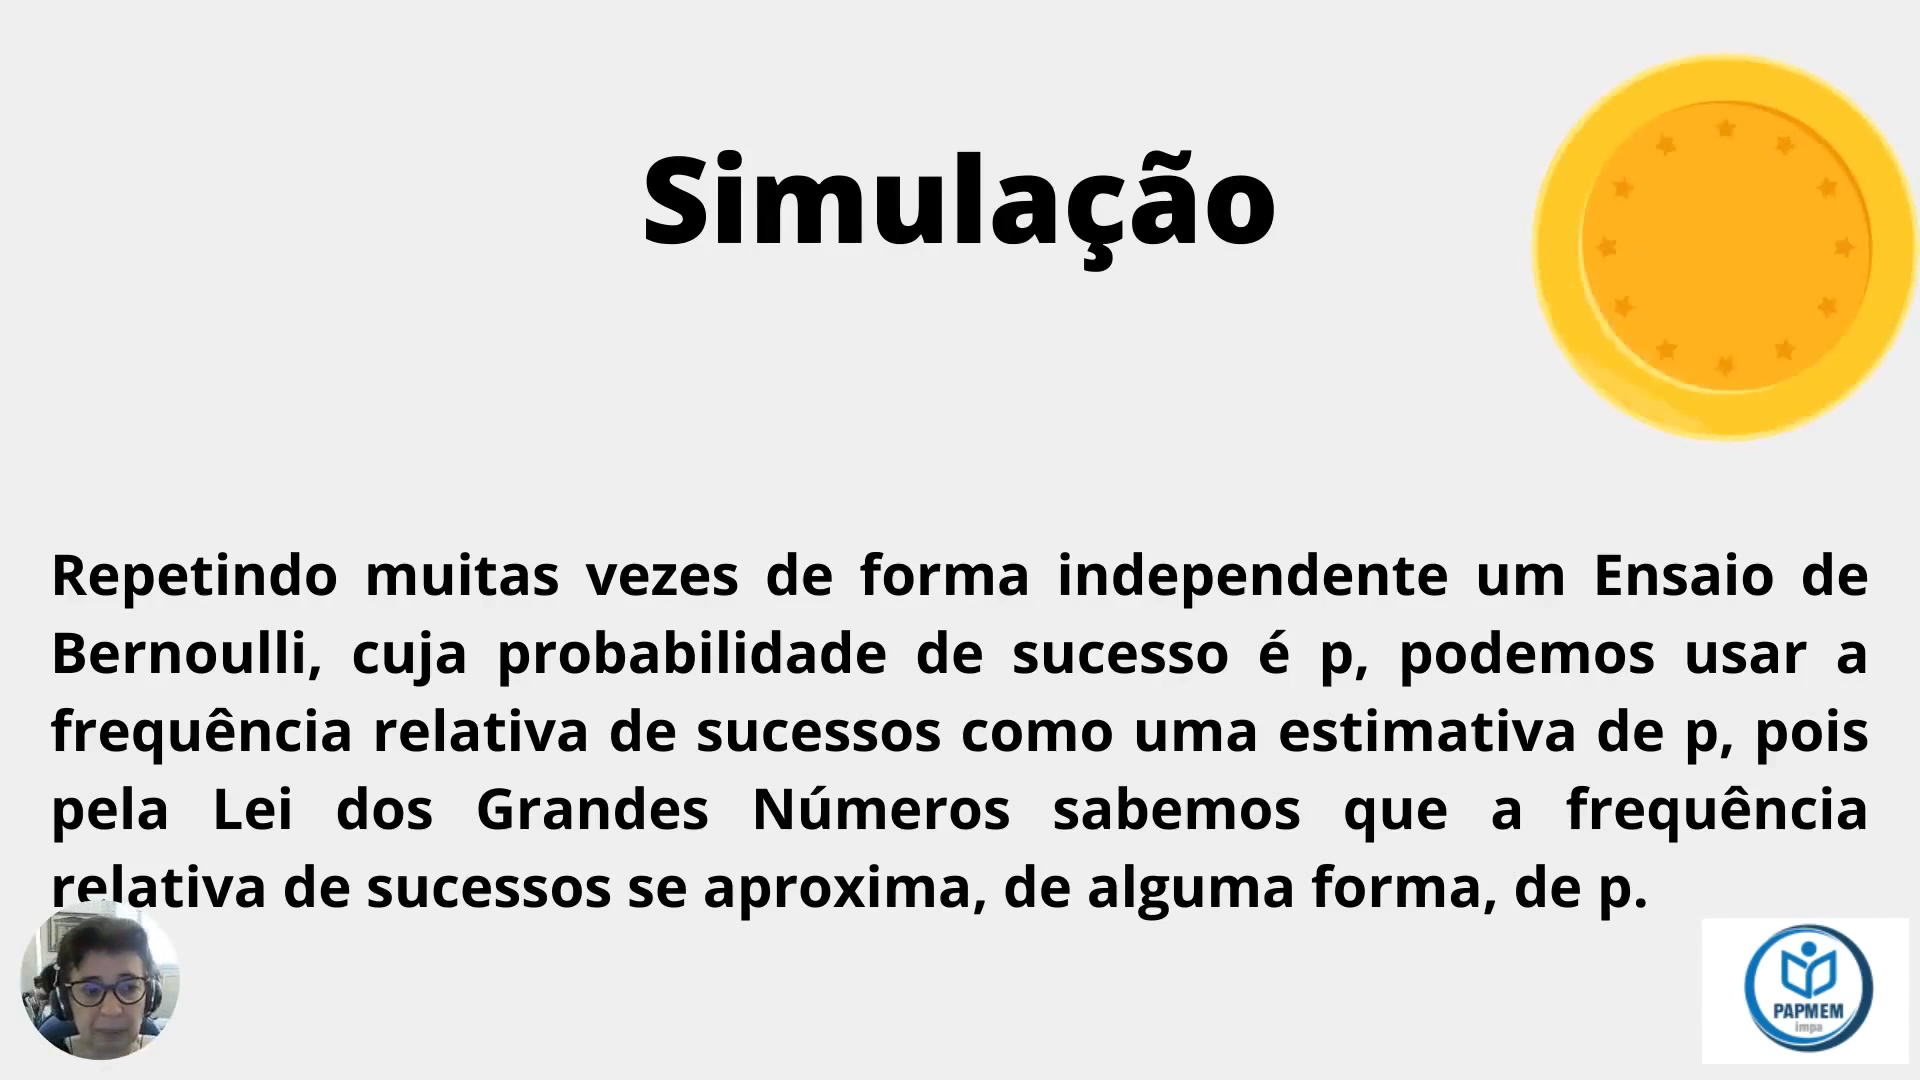 Simulação
Repetindo muitas vezes de forma independente um Ensaio de
Bernoulli, cuja probabilidade de sucesso é p, podemos usar a
frequência relativa de sucessos como uma estimativa de p, pois
pela Lei dos Grandes Números sabemos que a frequência
relativa de sucessos se aproxima, de alguma forma, de p.
PAPMEM
impa